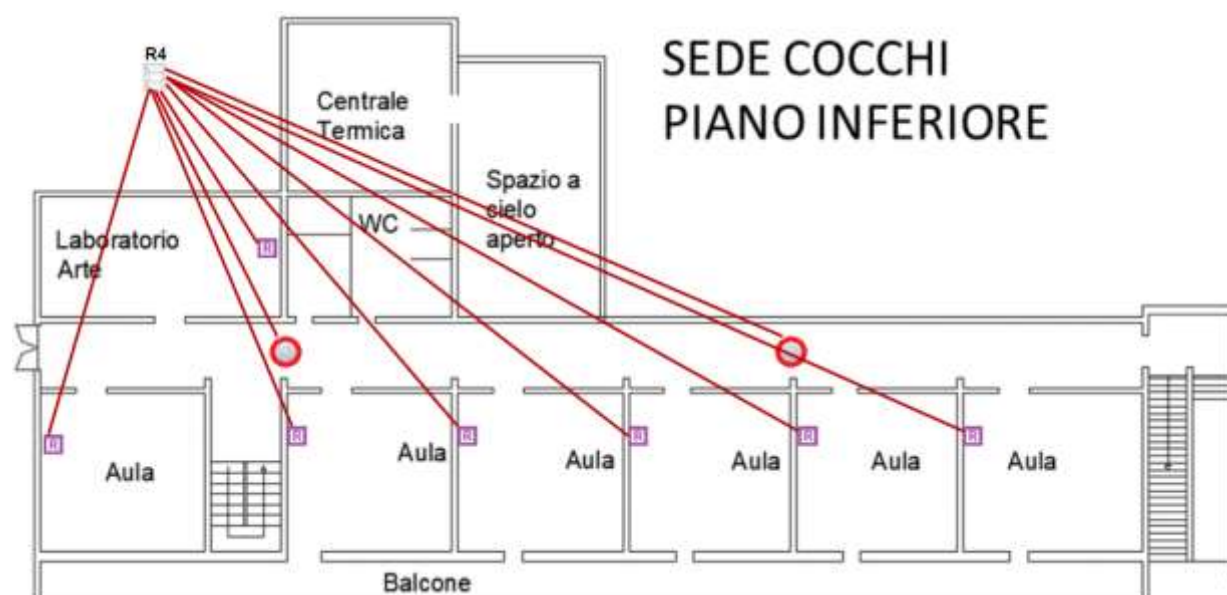 SEDE COCCHI
PIANO INFERIORE
R4
Centrale
Termica
Spazio a
cielo
aperto
WC
Laboratorio
Arte
R
R
R
R
R
R
R
Aula
Aula
Aula
Aula
Aula
Aula
Balcone